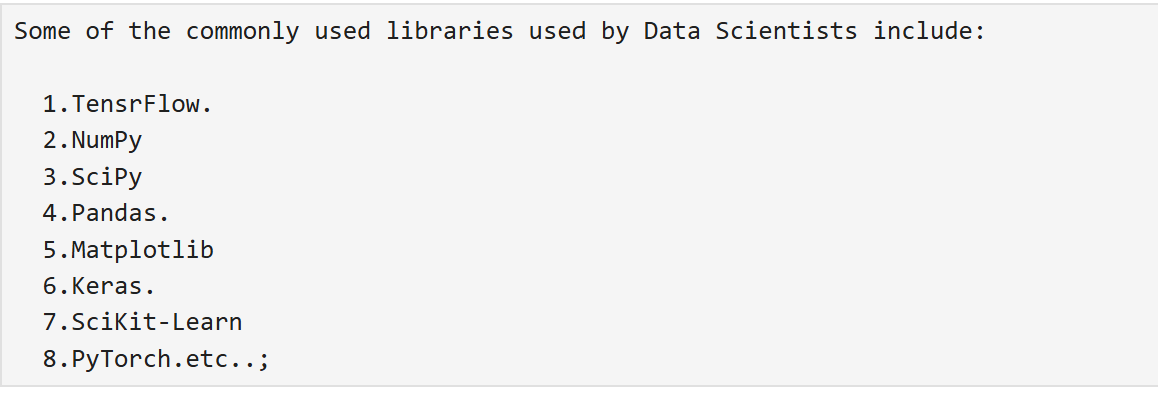 Some of the commonly used libraries used by Data Scientists include:
1.TensrFlow.
2.NumPy
3.SciPy
4.Pandas.
5.Matplotlib
6.Keras.
7.SciKit-Learn
8.PyTorch.etc..;